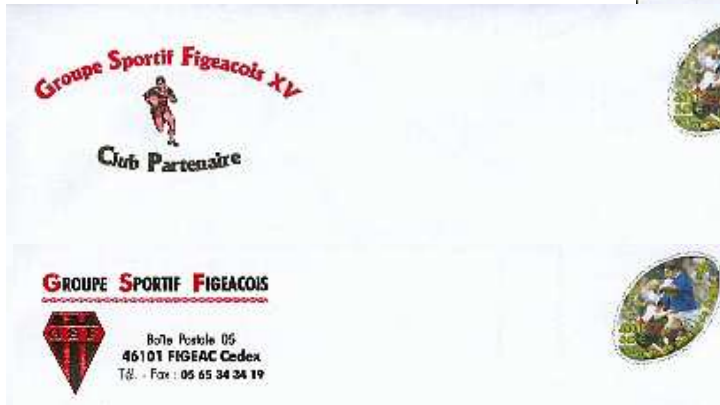 Groupe Sportif Figeacois XV
Club Partenaire
GROUPE SPORTIF FIGEACOIS
GSF
Boîte Postale 05
46101 FIGEAC Cedex
Tél. - Fax : 05 65 34 34 19